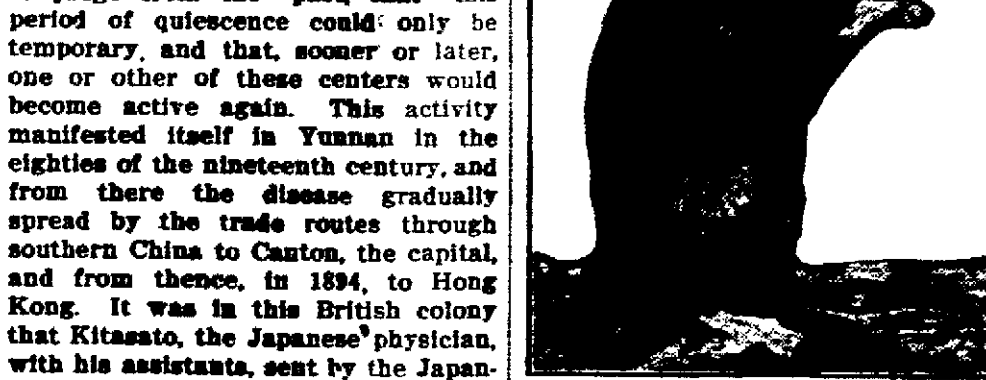 period of quiescence could only be
temporary, and that, sooner or later,
one or other of these centers would
become active again. This activity
manifested itself in Yunnan in the
eighties of the nineteenth century, and
from there the disease gradually
spread by the trade routes through
southern China to Canton, the capital,
and from thence, in 1894, to Hong
Kong. It was in this British colony
that Kitasato, the Japanese physician,
with his assistants, sent by the Japan-